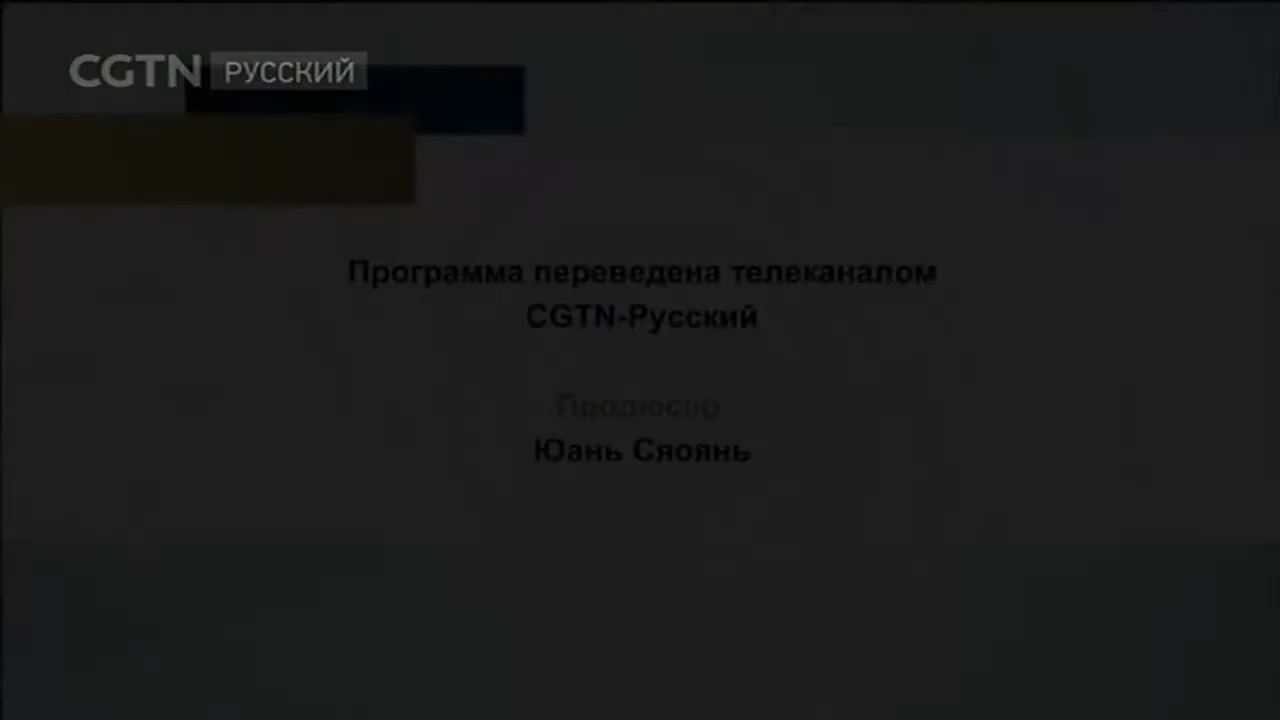 CGTN РУССКИЙ
Программа переведена телеканалом
CGTN-Русский
Продюсер
Юань Сяоянь